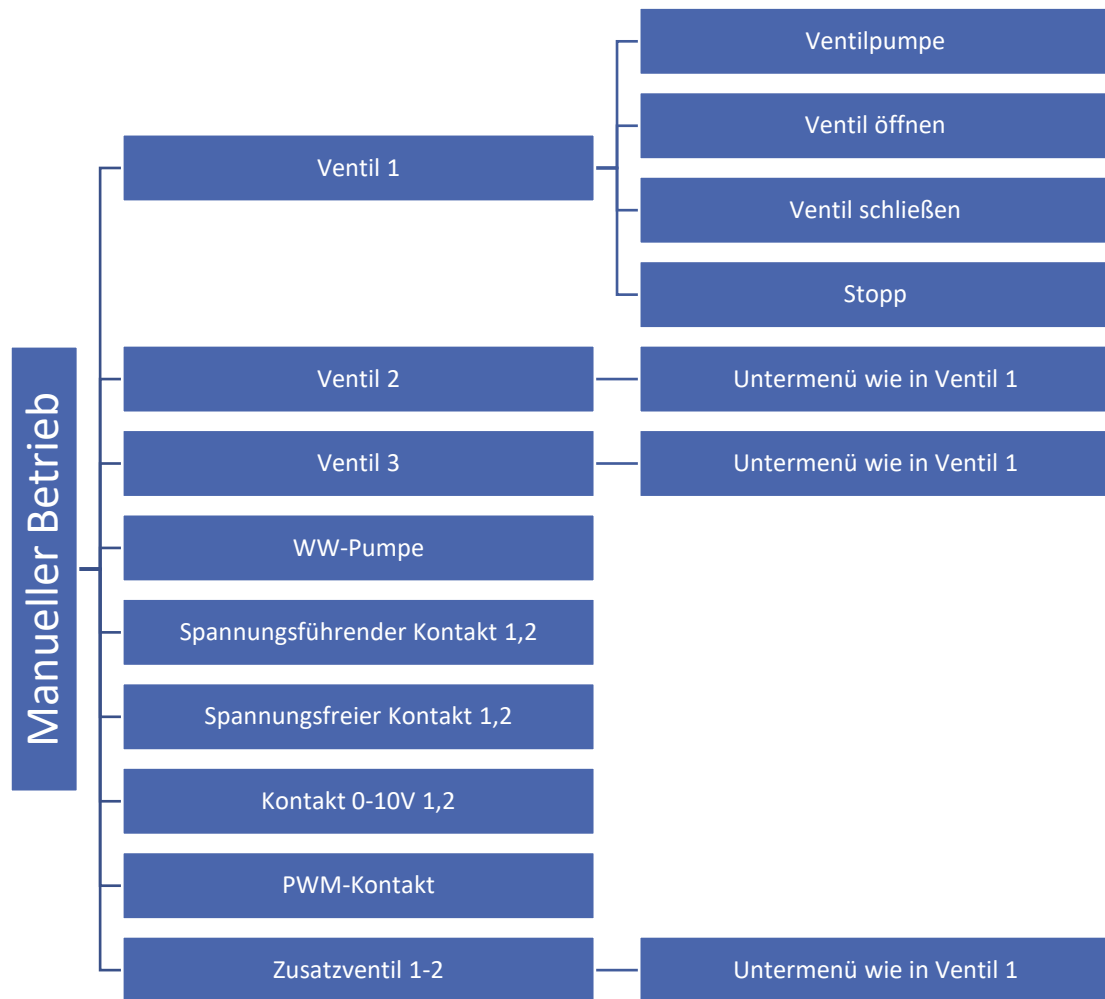 Manueller Betrieb
Ventil 1
Ventilpumpe
Ventil öffnen
Ventil schließen
Stopp
Ventil 2
Untermenü wie in Ventil 1
Ventil 3
Untermenü wie in Ventil 1
WW-Pumpe
Spannungsführender Kontakt 1,2
Spannungsfreier Kontakt 1,2
Kontakt 0-10V 1,2
PWM-Kontakt
Zusatzventil 1-2
Untermenü wie in Ventil 1